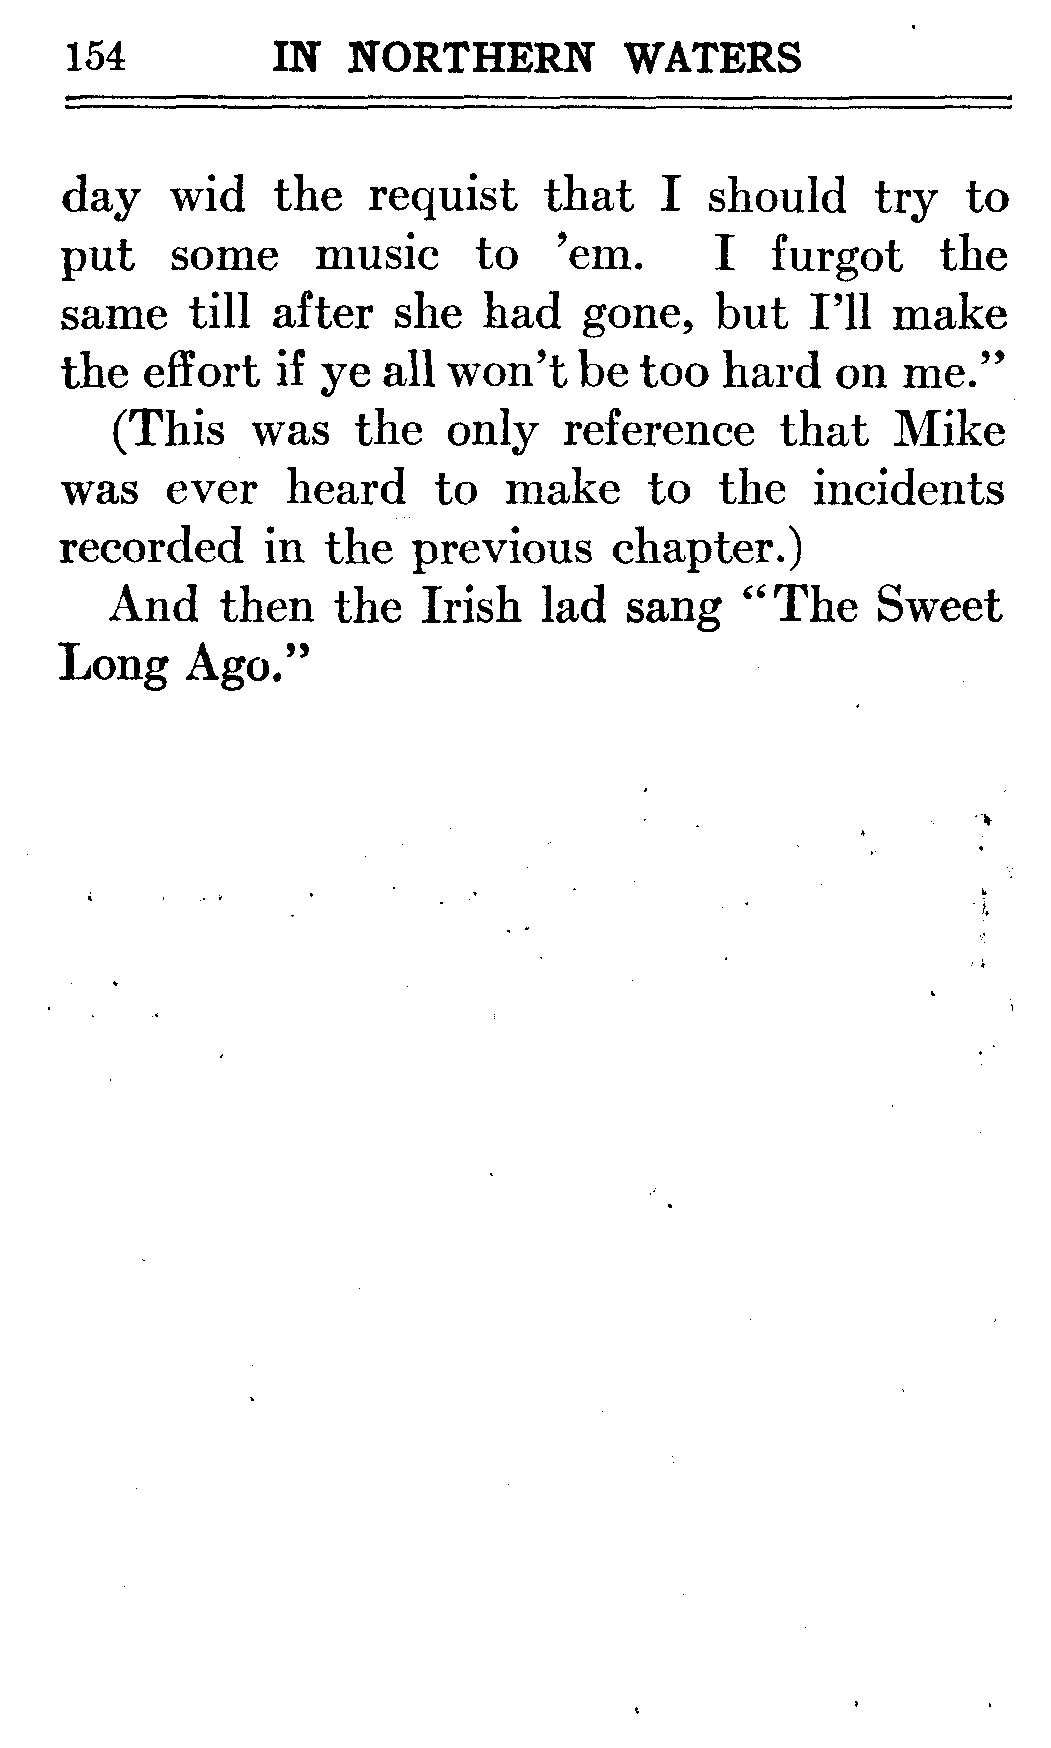 154 IN NORTHERN WATERS
day wid the requist that I should try to
put some music to 'em. I furgot the
same till after she had gone, but I'll make
the effort if ye all won't be too hard on me."
(This was the only reference that Mike
was ever heard to make to the incidents
recorded in the previous chapter.)
And then the Irish lad sang "The Sweet
Long Ago."